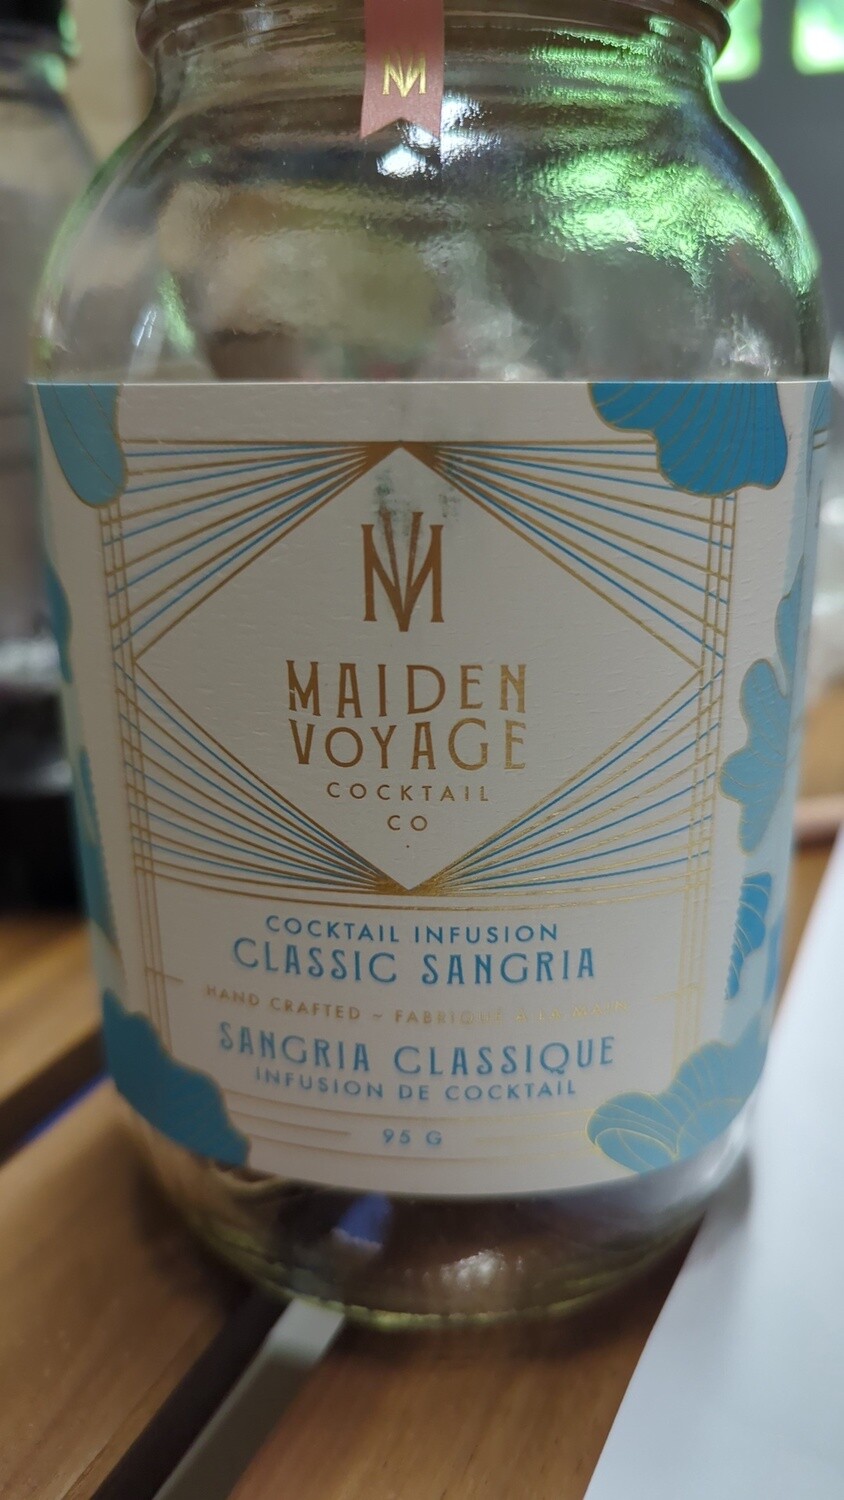 M
M
MAIDEN
VOYAGE
COCKTAIL
CO
COCKTAIL INFUSION
CLASSIC SANGRIA
HAND CRAFTED ~ FABRIQUÉ À LA MAIN
SANGRIA CLASSIQUE
INFUSION DE COCKTAIL
95 G